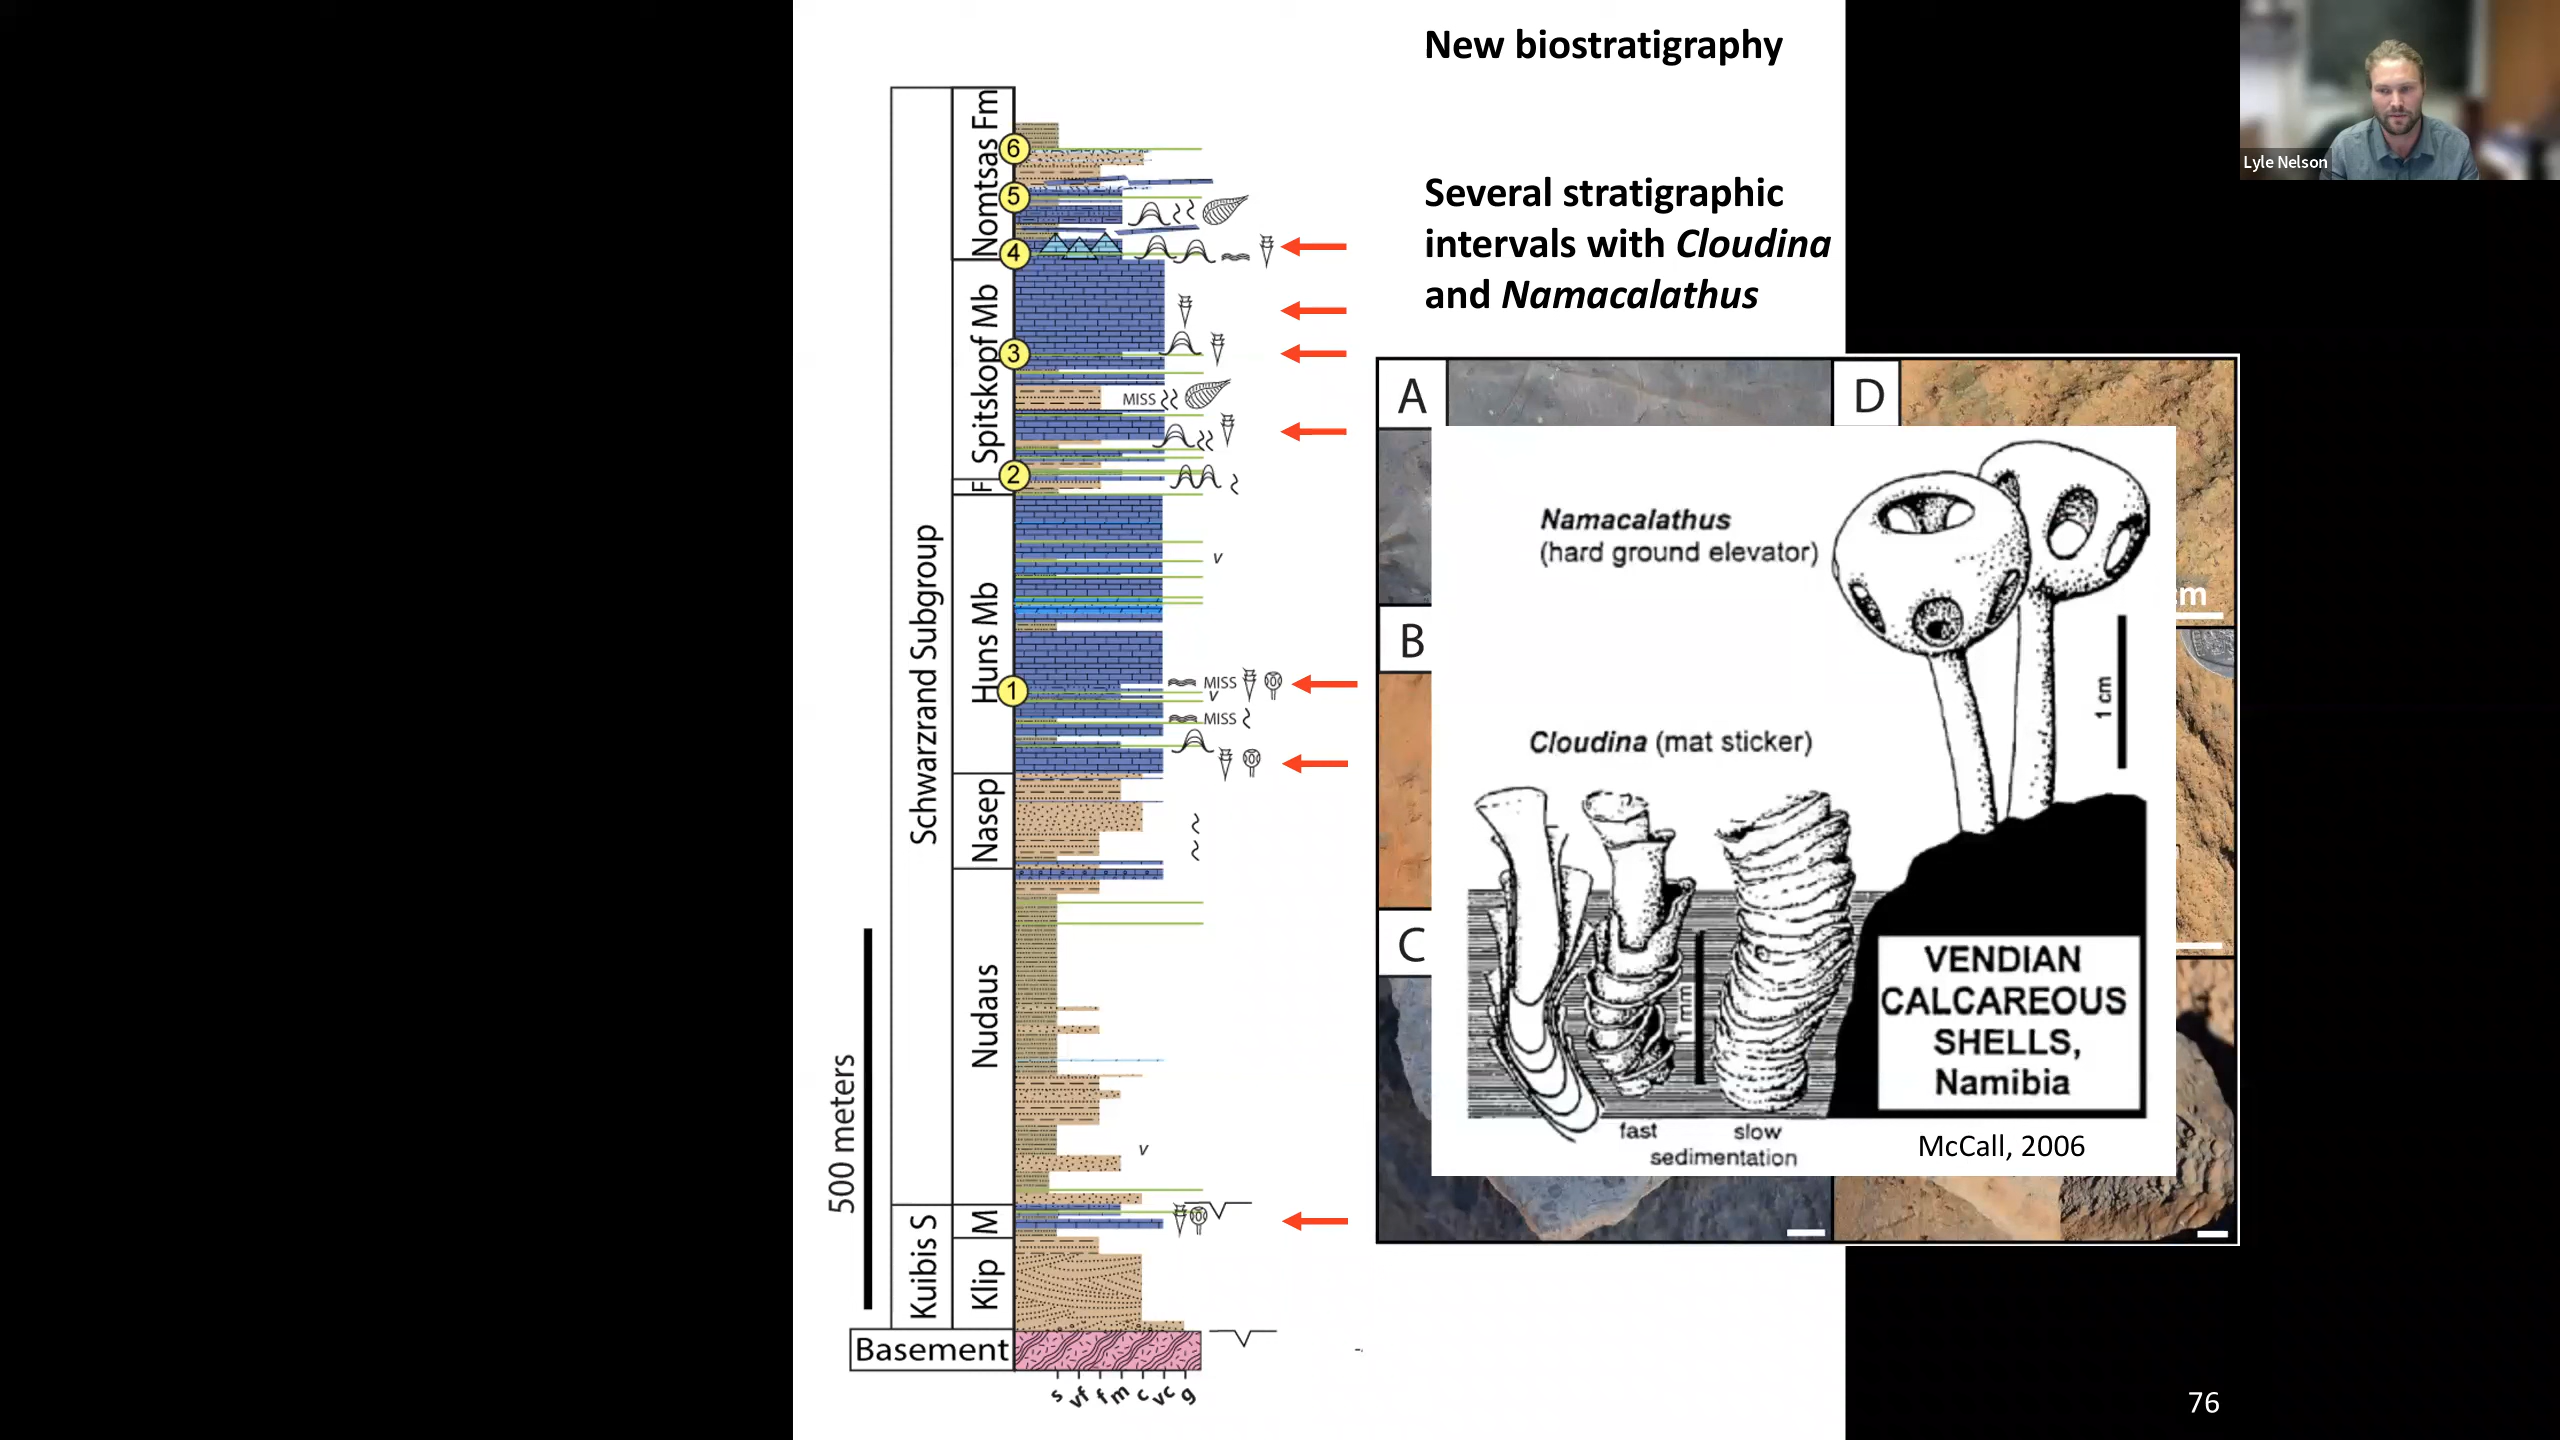 New biostratigraphy
Several stratigraphic
intervals with Cloudina
and Namacalathus
Lyle Nelson
Schwarzrand Subgroup
Kuibis S
Nomtsas Fm
Spitskopf Mb
F
Huns Mb
Nasep
Nudaus
M
Klip
Basement
6
5
4
3
2
1
MISS
v
MISS
v
MISS
v
500 meters
s vf f m c vc g
A
B
C
D
m
Namacalathus
(hard ground elevator)
1 cm
Cloudina (mat sticker)
1 mm
fast slow
sedimentation
VENDIAN
CALCAREOUS
SHELLS,
Namibia
McCall, 2006
76